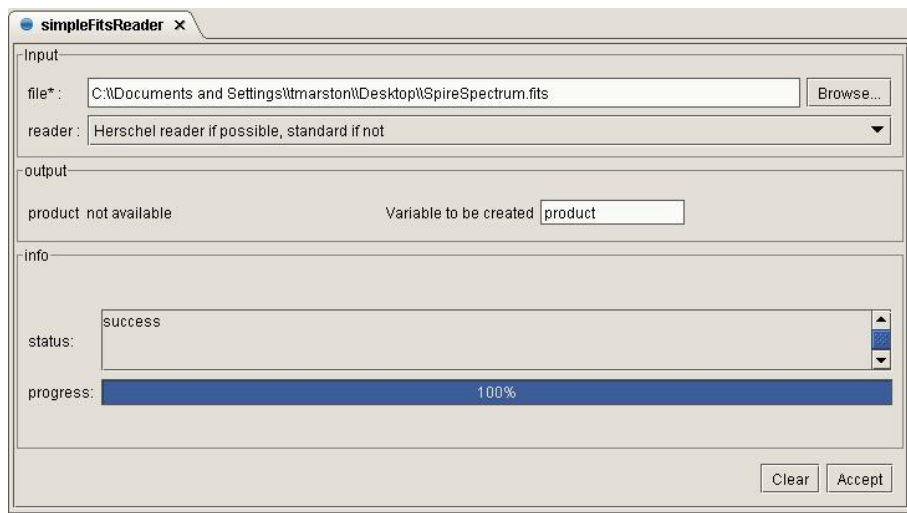 simpleFitsReader
Input
file* : C:\\Documents and Settings\\tmarston\\Desktop\\SpireSpectrum.fits Browse...
reader : Herschel reader if possible, standard if not
output
product not available Variable to be created product
info
status: success
progress: 100%
Clear Accept